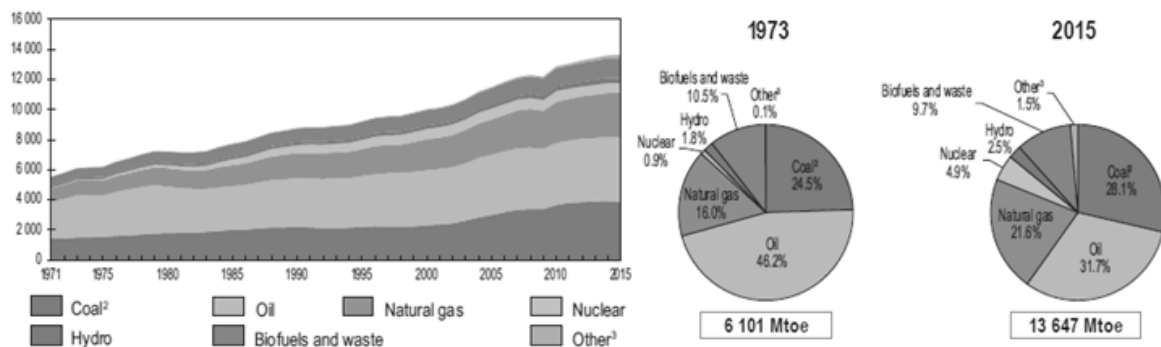 16 000
14 000
12 000
10 000
8 000
6 000
4 000
2 000
0
1971 1975 1980 1985 1990 1995 2000 2005 2010 2015
Coal² Oil Natural gas Nuclear
Hydro Biofuels and waste Other³
1973
Biofuels and waste
10.5%
Other³
0.1%
Hydro
1.8%
Nuclear
0.9%
Natural gas
16.0%
Coal²
24.5%
Oil
46.2%
6 101 Mtoe
2015
Other³
1.5%
Biofuels and waste
9.7%
Hydro
2.5%
Nuclear
4.9%
Natural gas
21.6%
Coal²
28.1%
Oil
31.7%
13 647 Mtoe